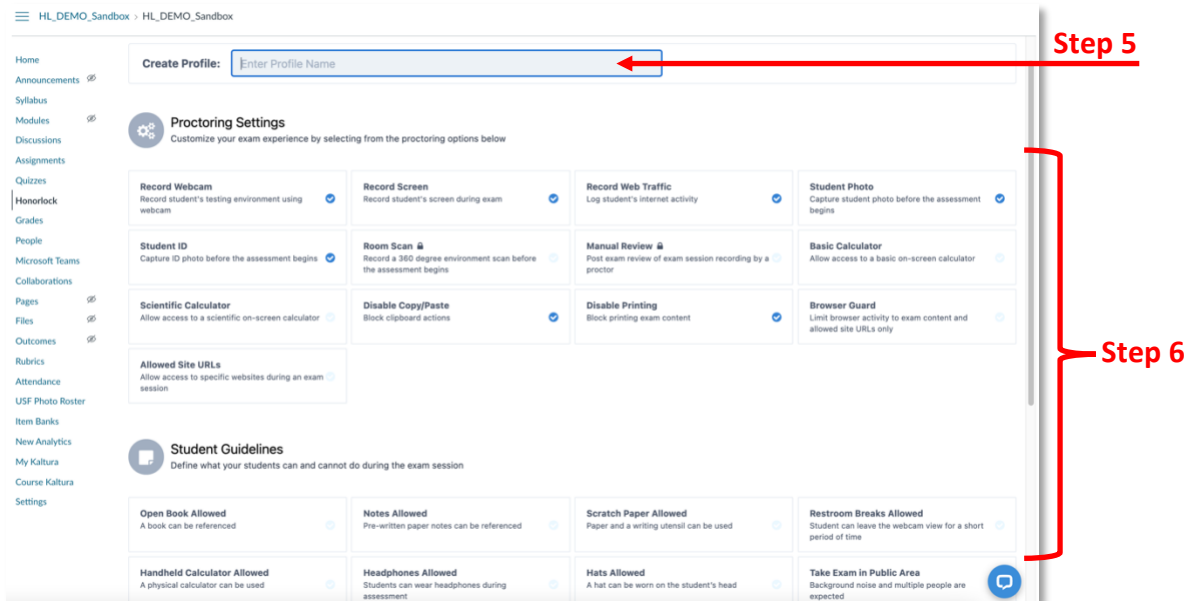 HL_DEMO_Sandbox › HL_DEMO_Sandbox
Step 5
Home
Announcements
Syllabus
Modules
Discussions
Assignments
Quizzes
Honorlock
Grades
People
Microsoft Teams
Collaborations
Pages
Files
Outcomes
Rubrics
Attendance
USF Photo Roster
Item Banks
New Analytics
My Kaltura
Course Kaltura
Settings
Create Profile: Enter Profile Name
Proctoring Settings
Customize your exam experience by selecting from the proctoring options below
Record Webcam
Record student's testing environment using
webcam
Record Screen
Record student's screen during exam
Record Web Traffic
Log student's internet activity
Student Photo
Capture student photo before the assessment
begins
Student ID
Capture ID photo before the assessment begins
Room Scan
Record a 360 degree environment scan before
the assessment begins
Manual Review
Post exam review of exam session recording by a
proctor
Basic Calculator
Allow access to a basic on-screen calculator
Scientific Calculator
Allow access to a scientific on-screen calculator
Disable Copy/Paste
Block clipboard actions
Disable Printing
Block printing exam content
Browser Guard
Limit browser activity to exam content and
allowed site URLs only
Allowed Site URLs
Allow access to specific websites during an exam
session
Step 6
Student Guidelines
Define what your students can and cannot do during the exam session
Open Book Allowed
A book can be referenced
Notes Allowed
Pre-written paper notes can be referenced
Scratch Paper Allowed
Paper and a writing utensil can be used
Restroom Breaks Allowed
Student can leave the webcam view for a short
period of time
Handheld Calculator Allowed
A physical calculator can be used
Headphones Allowed
Students can wear headphones during
assessment
Hats Allowed
A hat can be worn on the student's head
Take Exam in Public Area
Background noise and multiple people are
expected